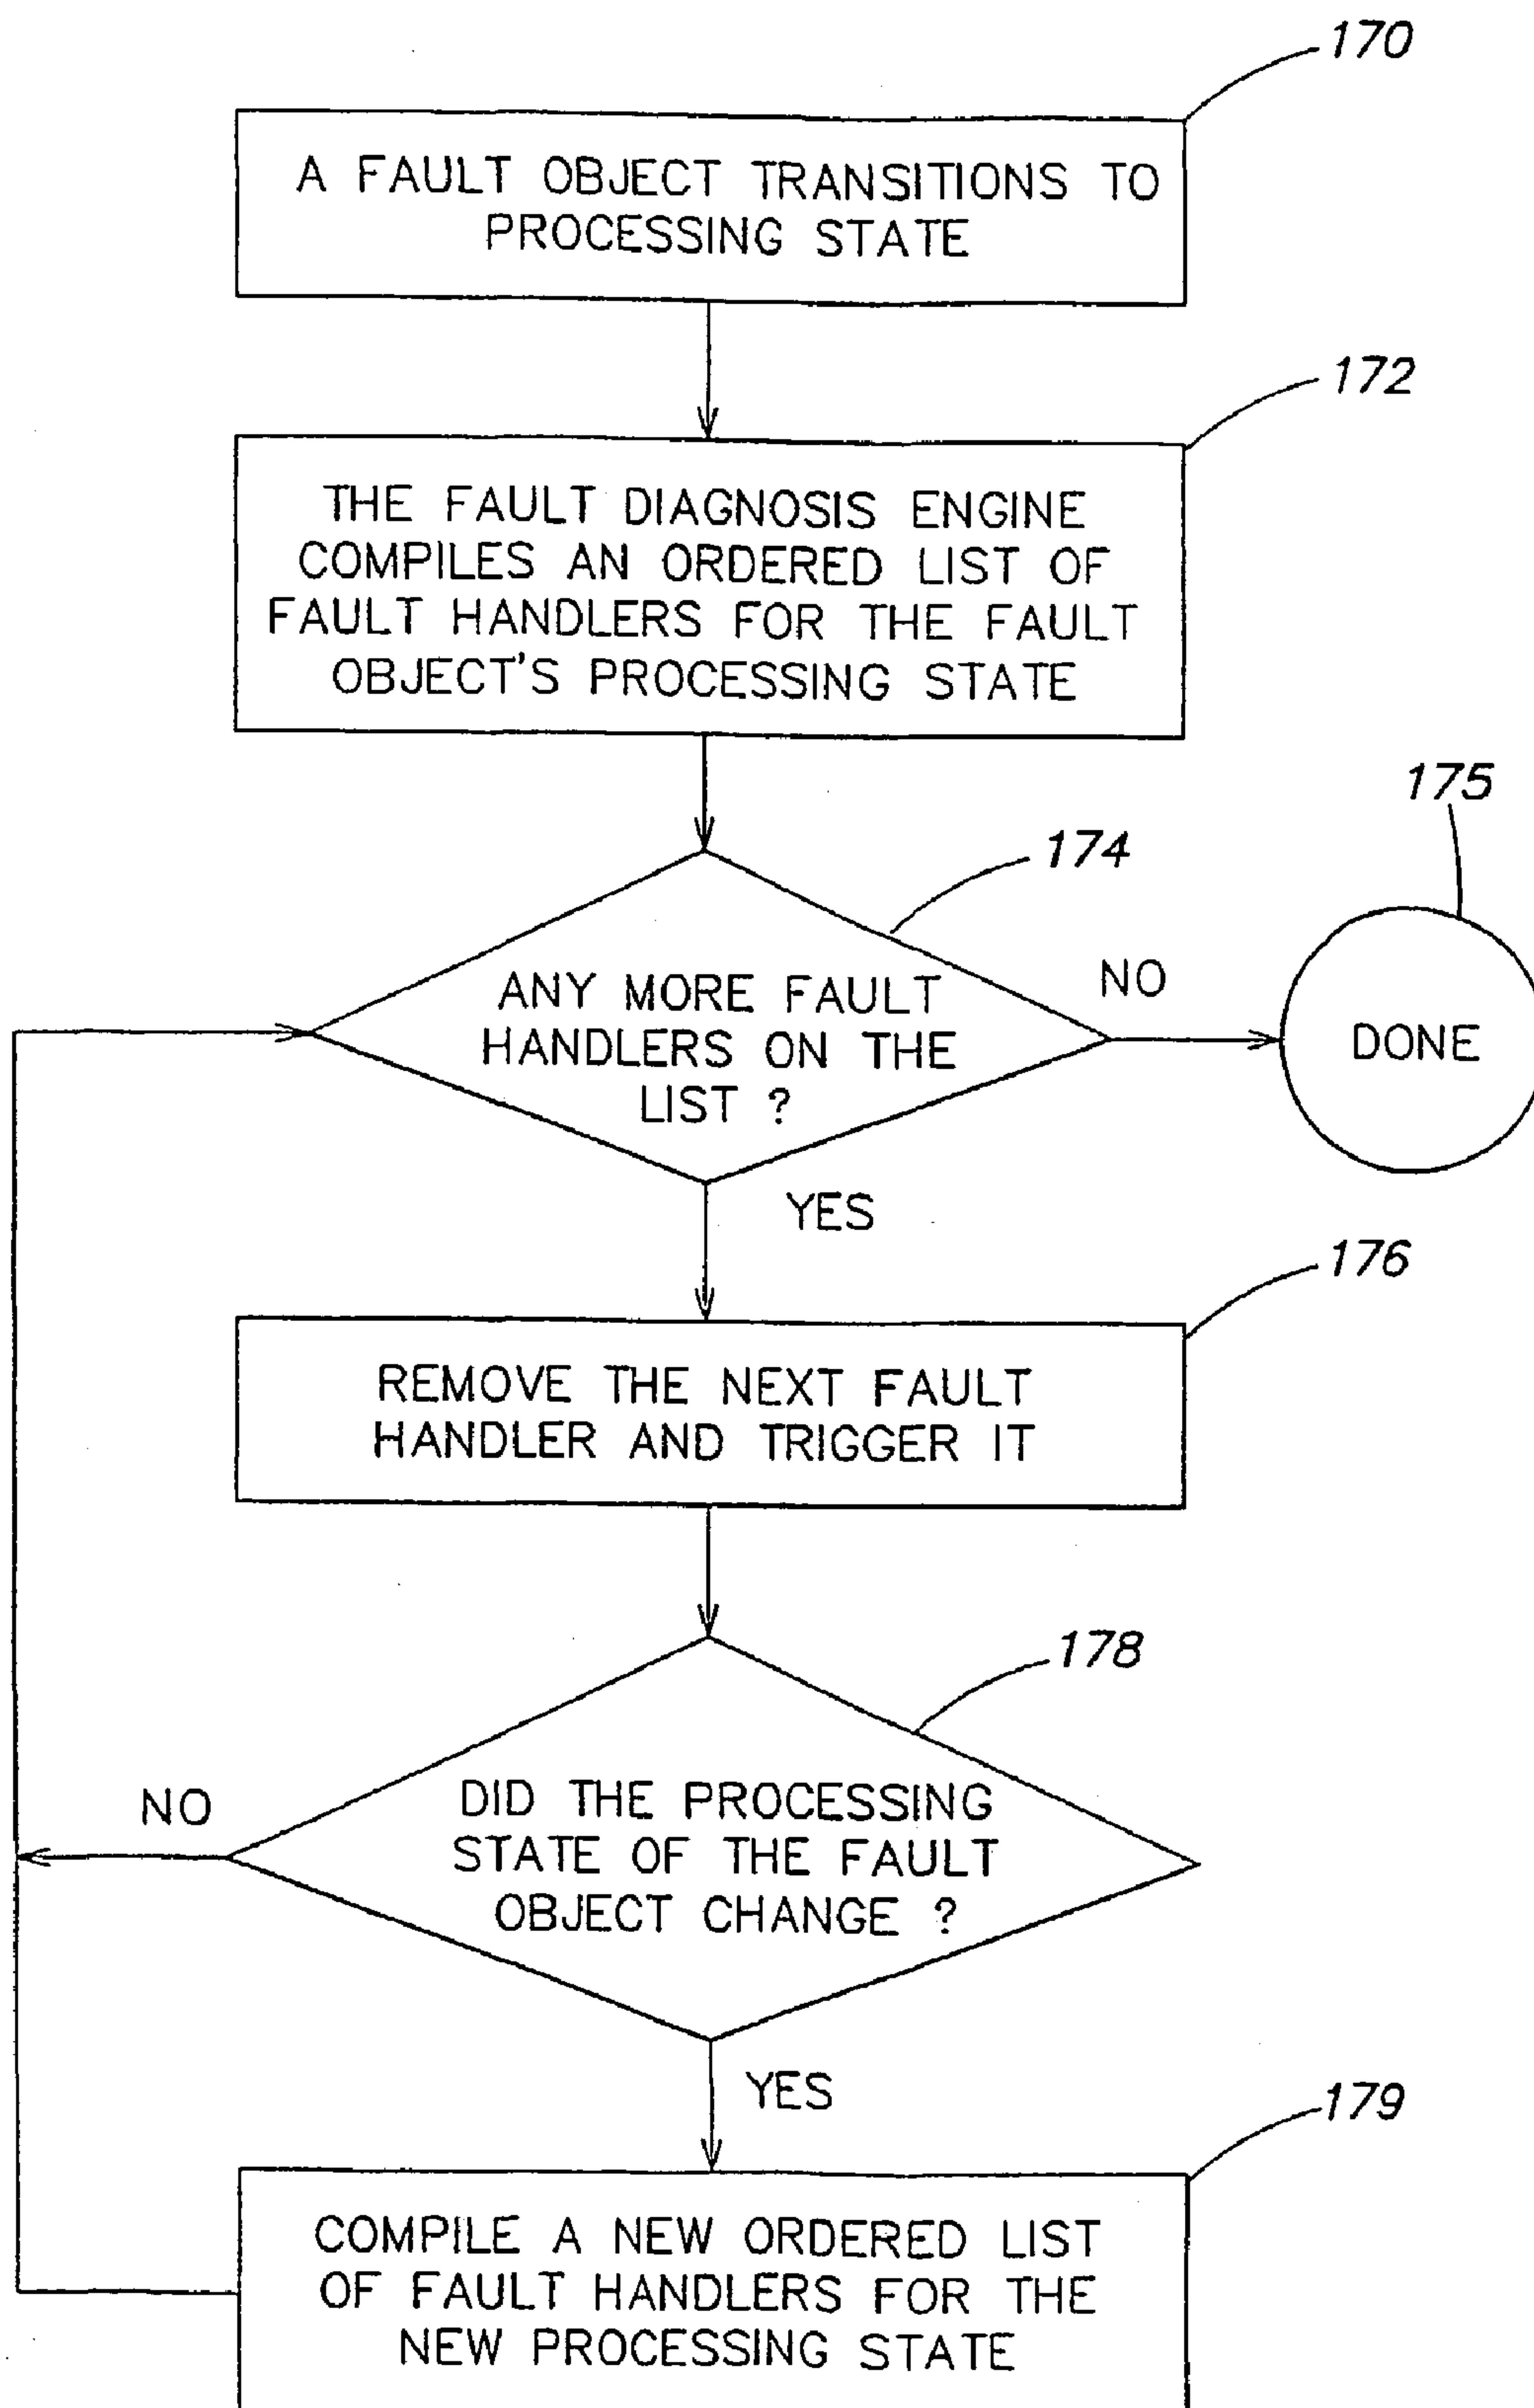 170
A FAULT OBJECT TRANSITIONS TO
PROCESSING STATE
172
THE FAULT DIAGNOSIS ENGINE
COMPILES AN ORDERED LIST OF
FAULT HANDLERS FOR THE FAULT
OBJECT'S PROCESSING STATE
175
174
ANY MORE FAULT
HANDLERS ON THE
LIST ?
NO
DONE
YES
176
REMOVE THE NEXT FAULT
HANDLER AND TRIGGER IT
178
DID THE PROCESSING
STATE OF THE FAULT
OBJECT CHANGE ?
NO
YES
179
COMPILE A NEW ORDERED LIST
OF FAULT HANDLERS FOR THE
NEW PROCESSING STATE